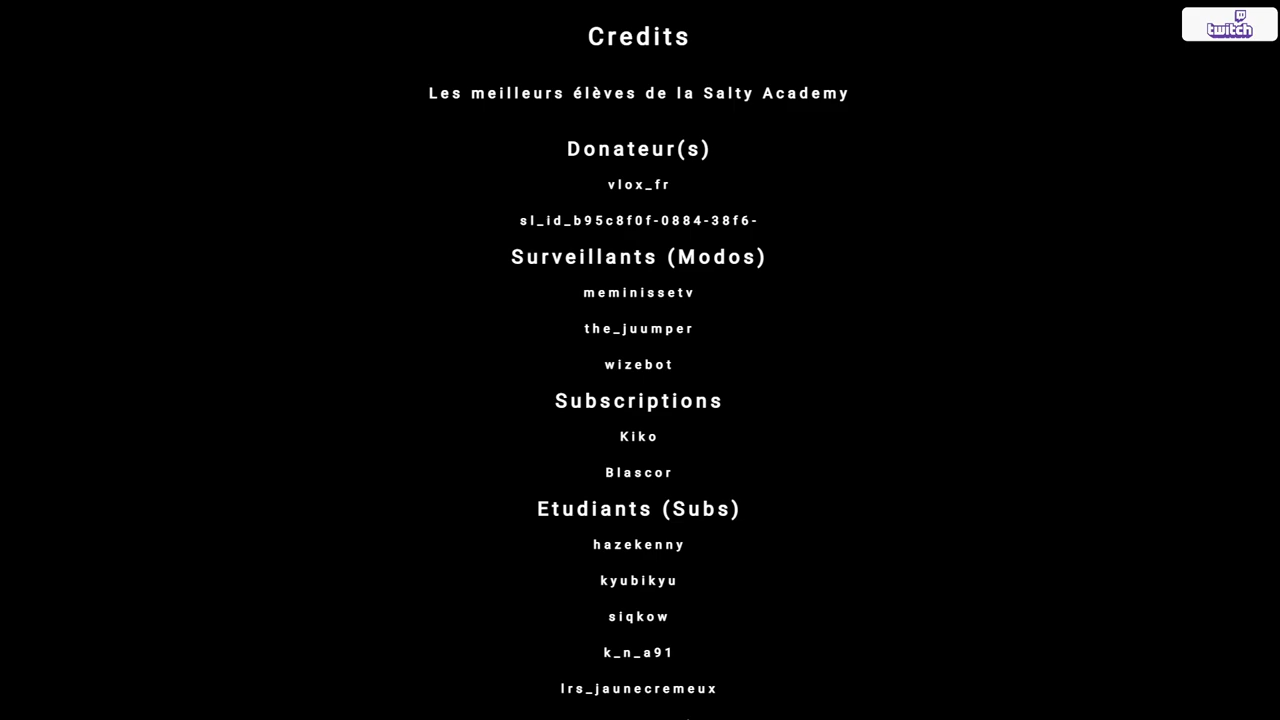 Credits
twitch
Les meilleurs élèves de la Salty Academy
Donateur(s)
vlox_fr
sl_id_b95c8f0f-0884-38f6-
Surveillants (Modos)
meminissetv
the_juumper
wizebot
Subscriptions
Kiko
Blascor
Etudiants (Subs)
hazekenny
kyubikyu
siqkow
k_n_a91
lrs_jaunecremeux